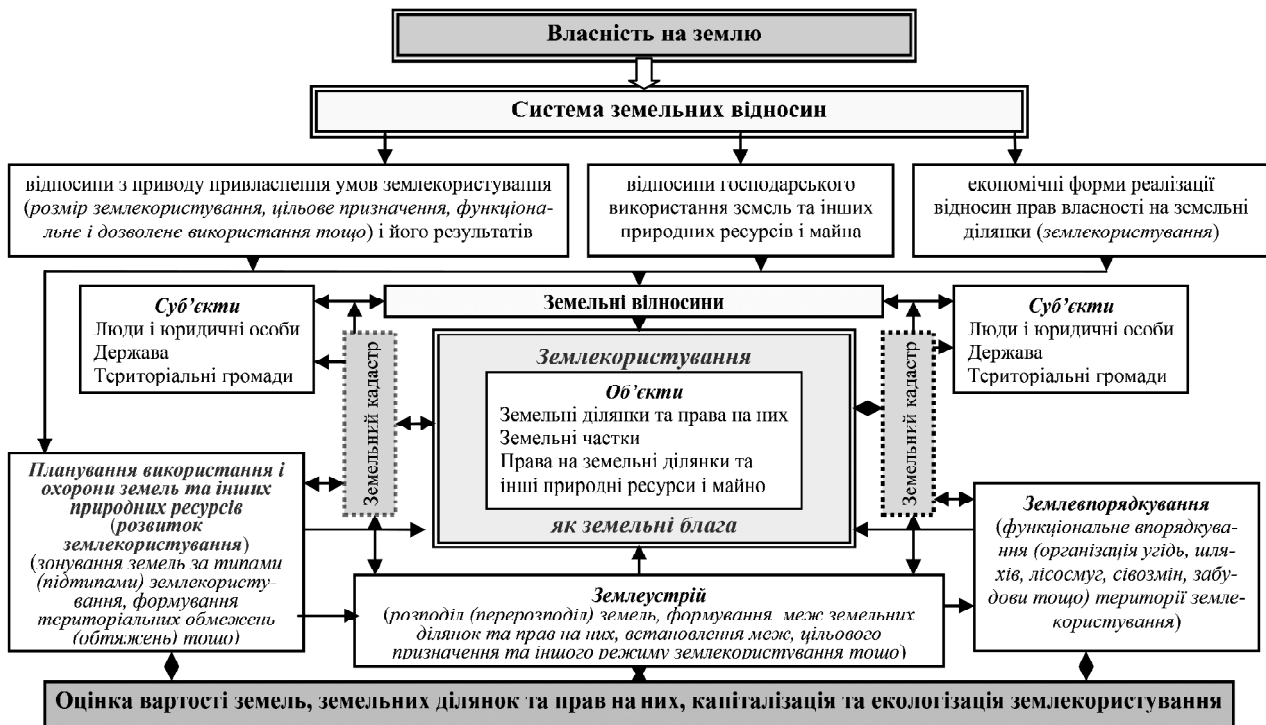 Власність на землю
Система земельних відносин
відносини з приводу привласнення умов землекористування
(розмір землекористування, цільове призначення, функціона-
льне і дозволене використання тощо) і його результатів
відносини господарського
використання земель та інших
природних ресурсів і майна
економічні форми реалізації
відносин прав власності на земельні
ділянки (землекористування)
Суб’єкти
Люди і юридичні особи
Держава
Територіальні громади
Земельні відносини
Суб’єкти
Люди і юридичні особи
Держава
Територіальні громади
Земельний кадастр
Землекористування
Об’єкти
Земельні ділянки та права на них
Земельні частки
Права на земельні ділянки та
інші природні ресурси і майно
як земельні блага
Земельний кадастр
Планування використання і
охорони земель та інших
природних ресурсів
(розвиток
землекористування)
(зонування земель за типами
(підтипами) землекористу-
вання, формування
територіальних обмежень
(обтяжень) тощо)
Землевпорядкування
(функціональне впорядкува-
ння (організація угідь, шля-
хів, лісосмуг, сівозмін, забу-
дови тощо) території земле-
користування)
Землеустрій
(розподіл (перерозподіл) земель, формування меж земельних
ділянок та прав на них, встановлення меж, цільового
призначення та іншого режиму землекористування тощо)
Оцінка вартості земель, земельних ділянок та прав на них, капіталізація та екологізація землекористування